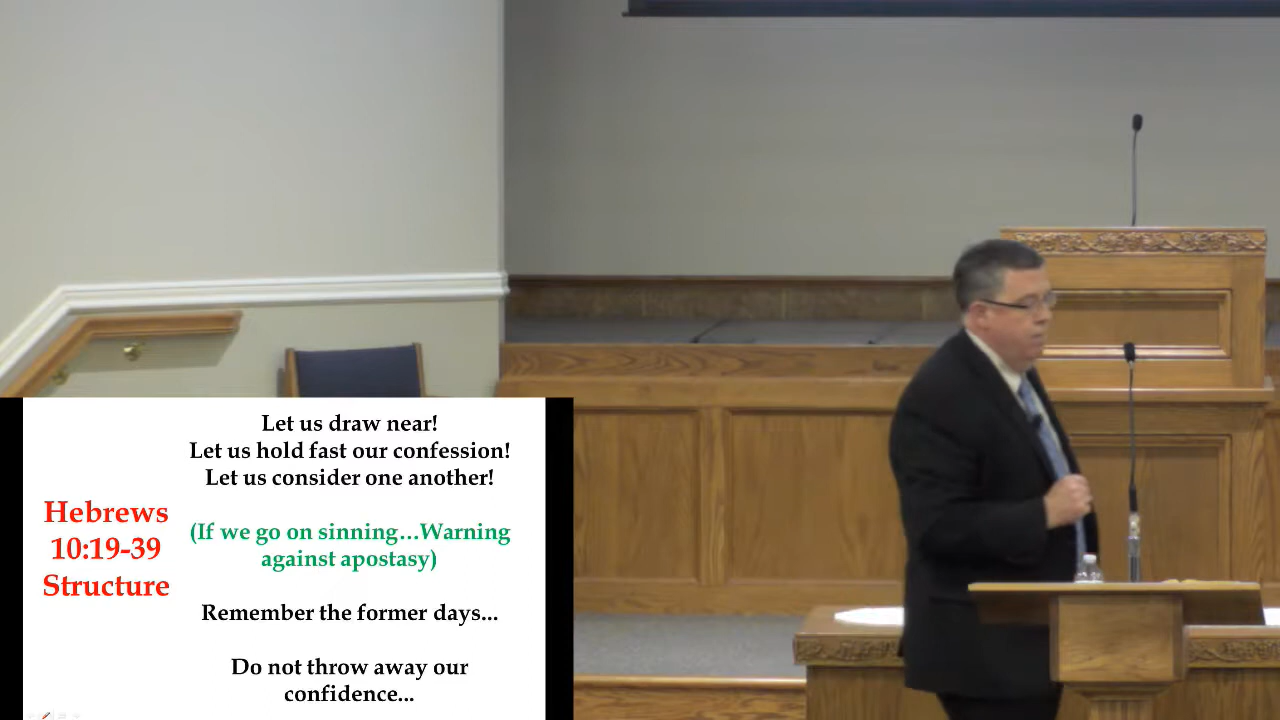 Hebrews
10:19-39
Structure
Let us draw near!
Let us hold fast our confession!
Let us consider one another!
(If we go on sinning...Warning
against apostasy)
Remember the former days...
Do not throw away our
confidence...